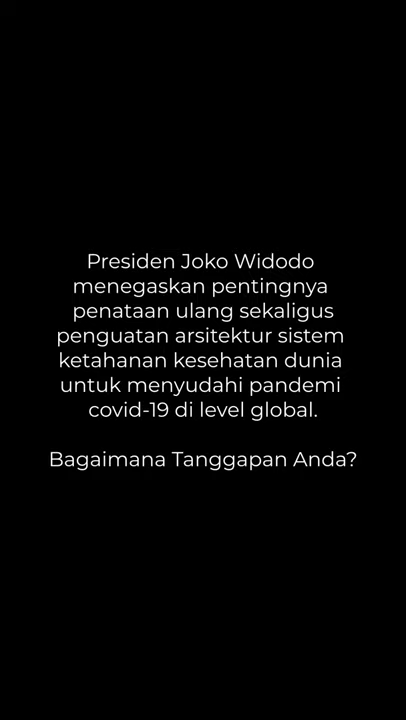 Presiden Joko Widodo
menegaskan pentingnya
penataan ulang sekaligus
penguatan arsitektur sistem
ketahanan kesehatan dunia
untuk menyudahi pandemi
covid-19 di level global.
Bagaimana Tanggapan Anda?